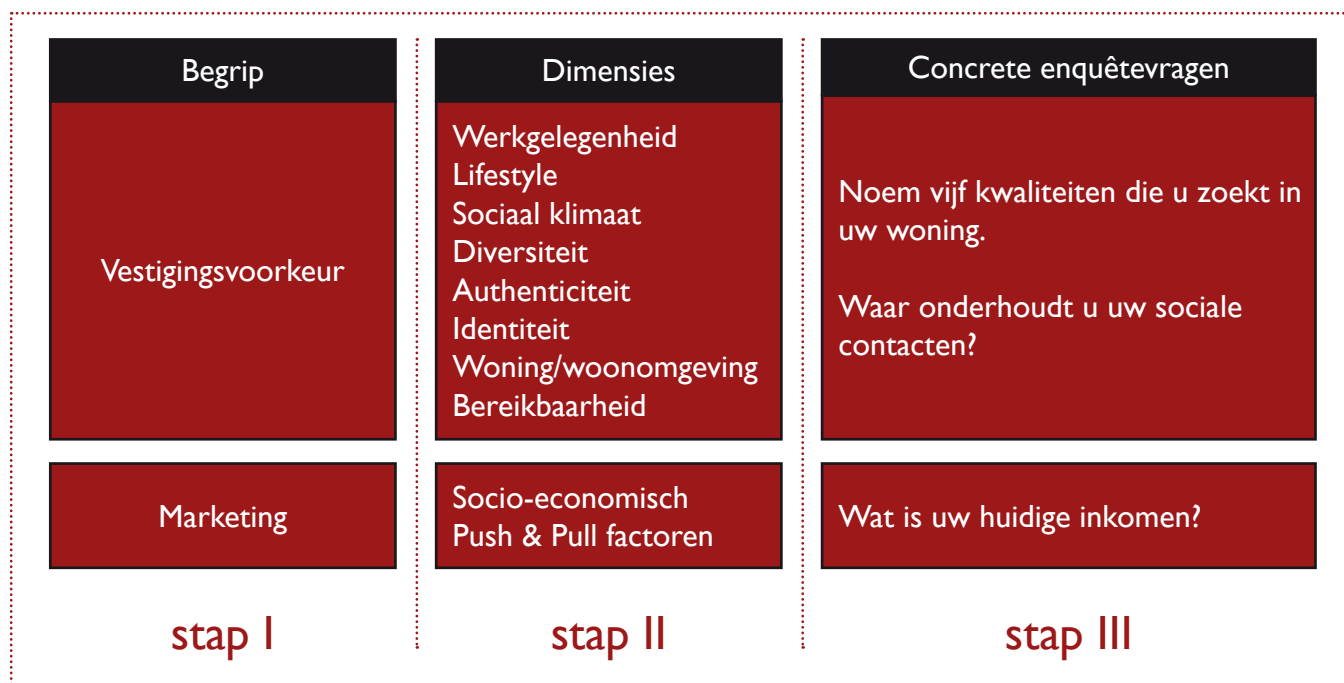 Begrip
Vestigingsvoorkeur
Marketing
stap I
Dimensies
Werkgelegenheid
Lifestyle
Sociaal klimaat
Diversiteit
Authenticiteit
Identiteit
Woning/woonomgeving
Bereikbaarheid
Socio-economisch
Push & Pull factoren
stap II
Concrete enquêtevragen
Noem vijf kwaliteiten die u zoekt in
uw woning.
Waar onderhoudt u uw sociale
contacten?
Wat is uw huidige inkomen?
stap III